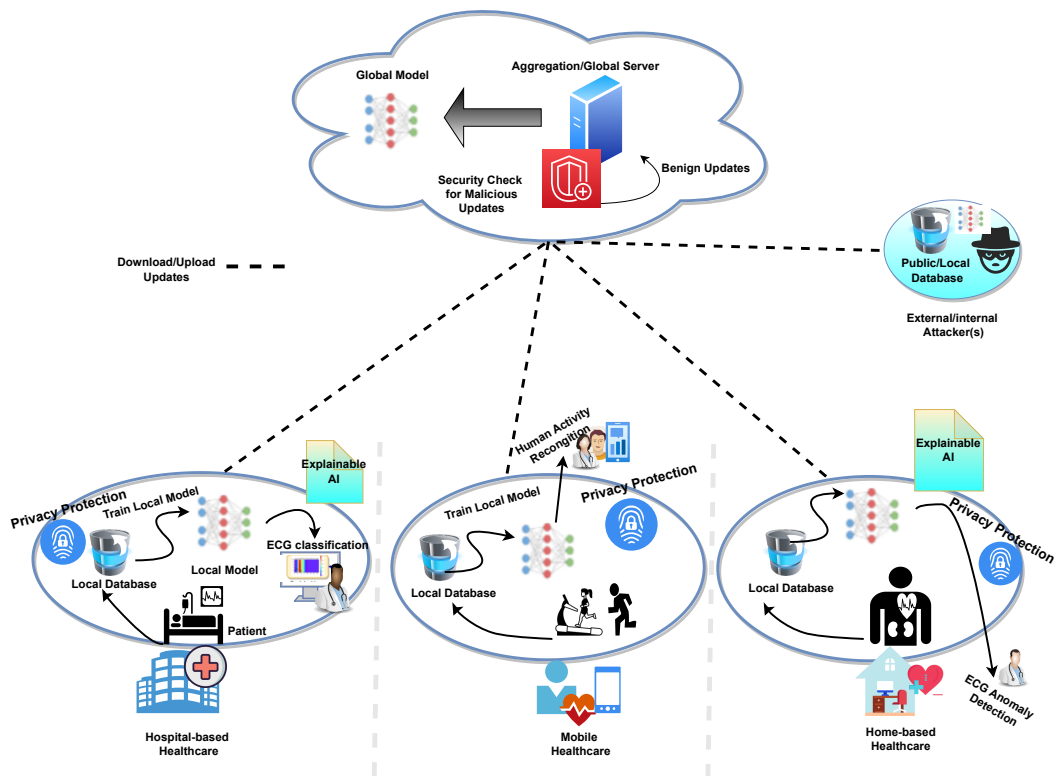 Aggregation/Global Server
Global Model
Benign Updates
Security Check
for Malicious
Updates
Download/Upload
Updates
Public/Local
Database
External/internal
Attacker(s)
Explainable
AI
Privacy Protection
Train Local Model
ECG classification
Local Model
Local Database
Patient
Hospital-based
Healthcare
Human Activity
Recongition
Train Local Model
Privacy Protection
Local Database
Mobile
Healthcare
Explainable
AI
Privacy Protection
Local Database
ECG Anomaly
Detection
Home-based
Healthcare